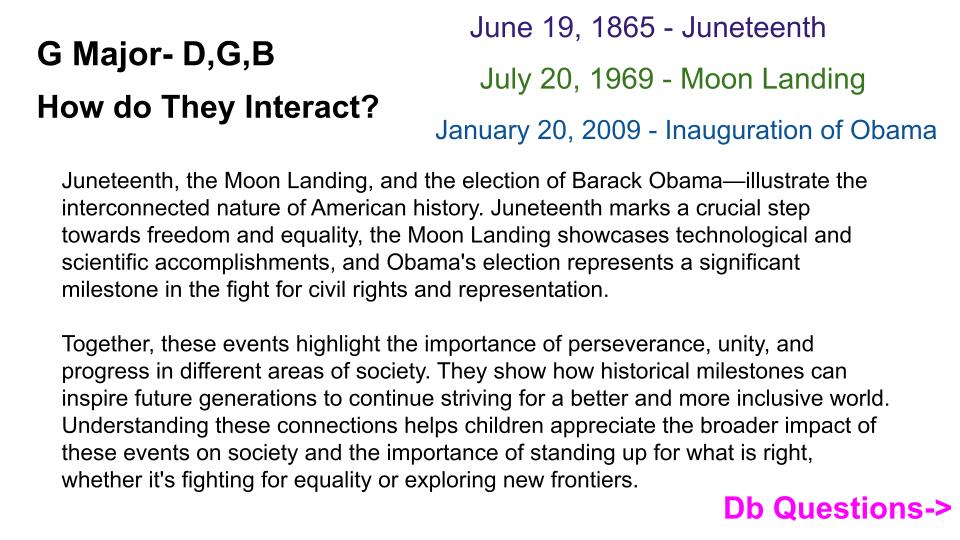 G Major- D,G,B
How do They Interact?
June 19, 1865 - Juneteenth
July 20, 1969 - Moon Landing
January 20, 2009 - Inauguration of Obama
Juneteenth, the Moon Landing, and the election of Barack Obama—illustrate the
interconnected nature of American history. Juneteenth marks a crucial step
towards freedom and equality, the Moon Landing showcases technological and
scientific accomplishments, and Obama's election represents a significant
milestone in the fight for civil rights and representation.
Together, these events highlight the importance of perseverance, unity, and
progress in different areas of society. They show how historical milestones can
inspire future generations to continue striving for a better and more inclusive world.
Understanding these connections helps children appreciate the broader impact of
these events on society and the importance of standing up for what is right,
whether it's fighting for equality or exploring new frontiers.
Db Questions->